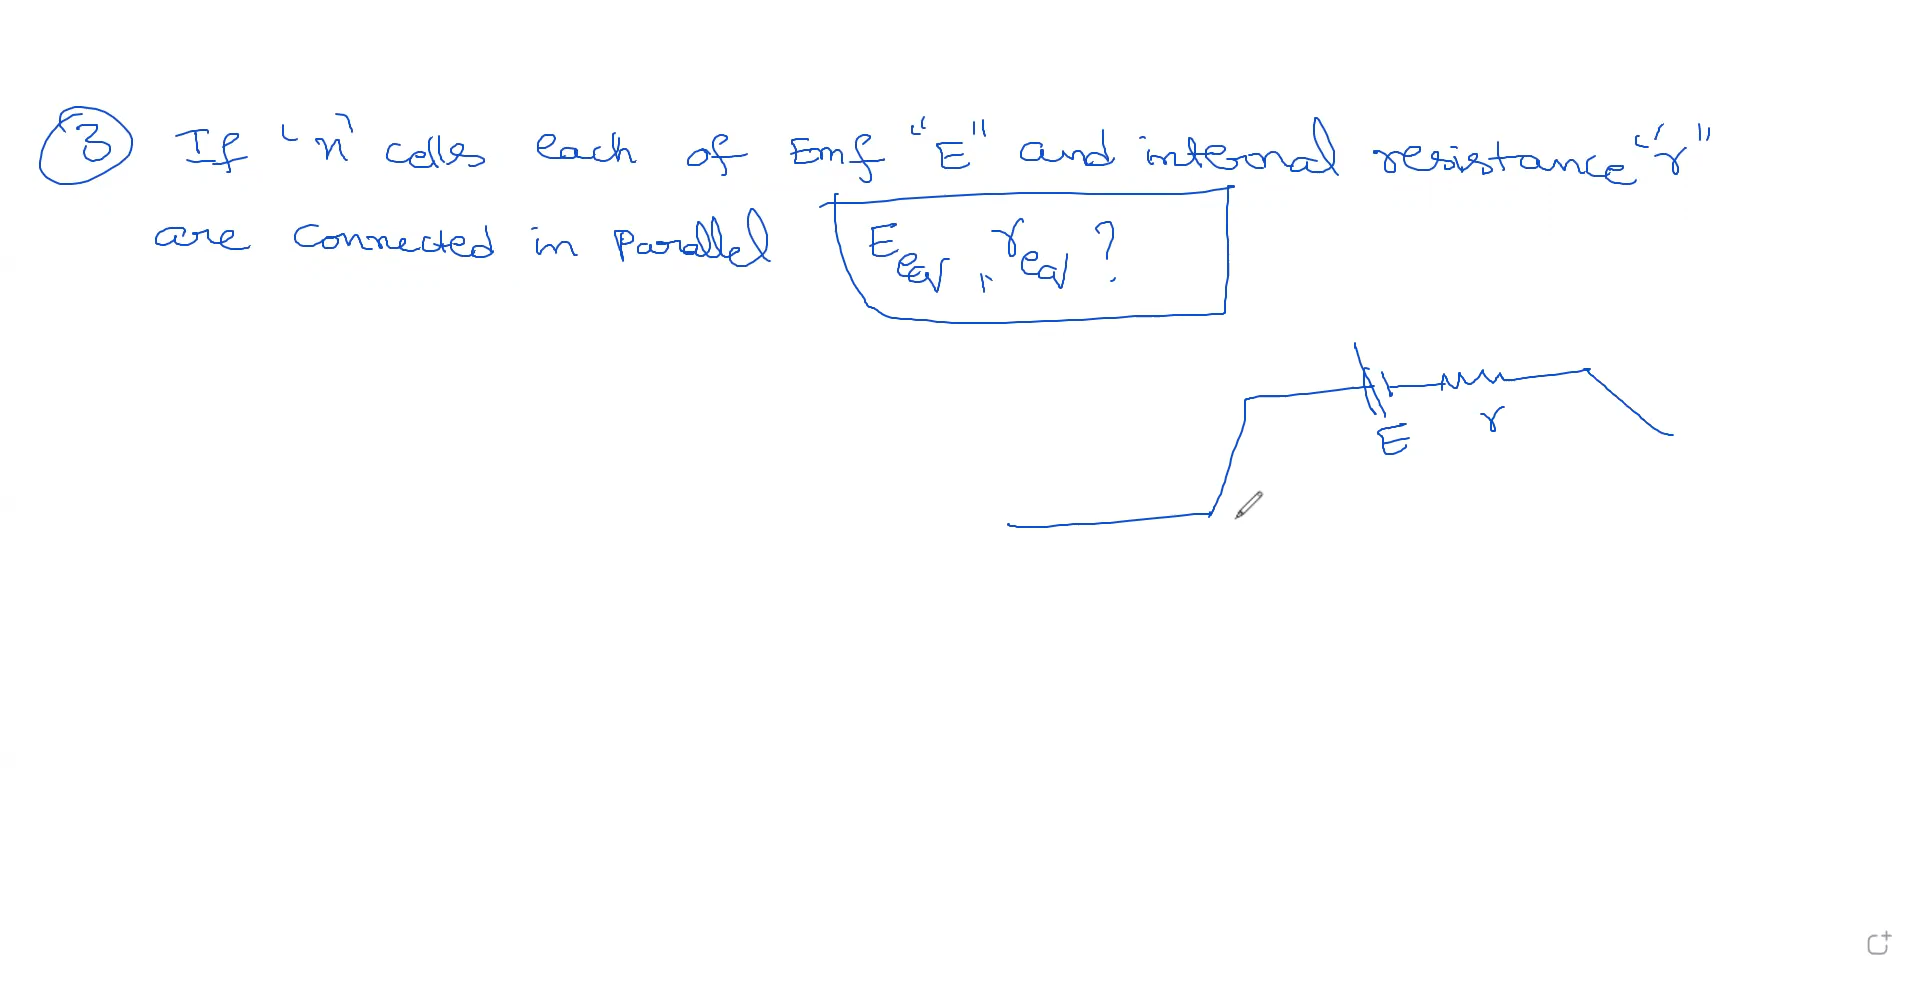 3 If "n" cells each of Emf "E" and internal resistance "r"
are connected in parallel Eeq, req ?
E r